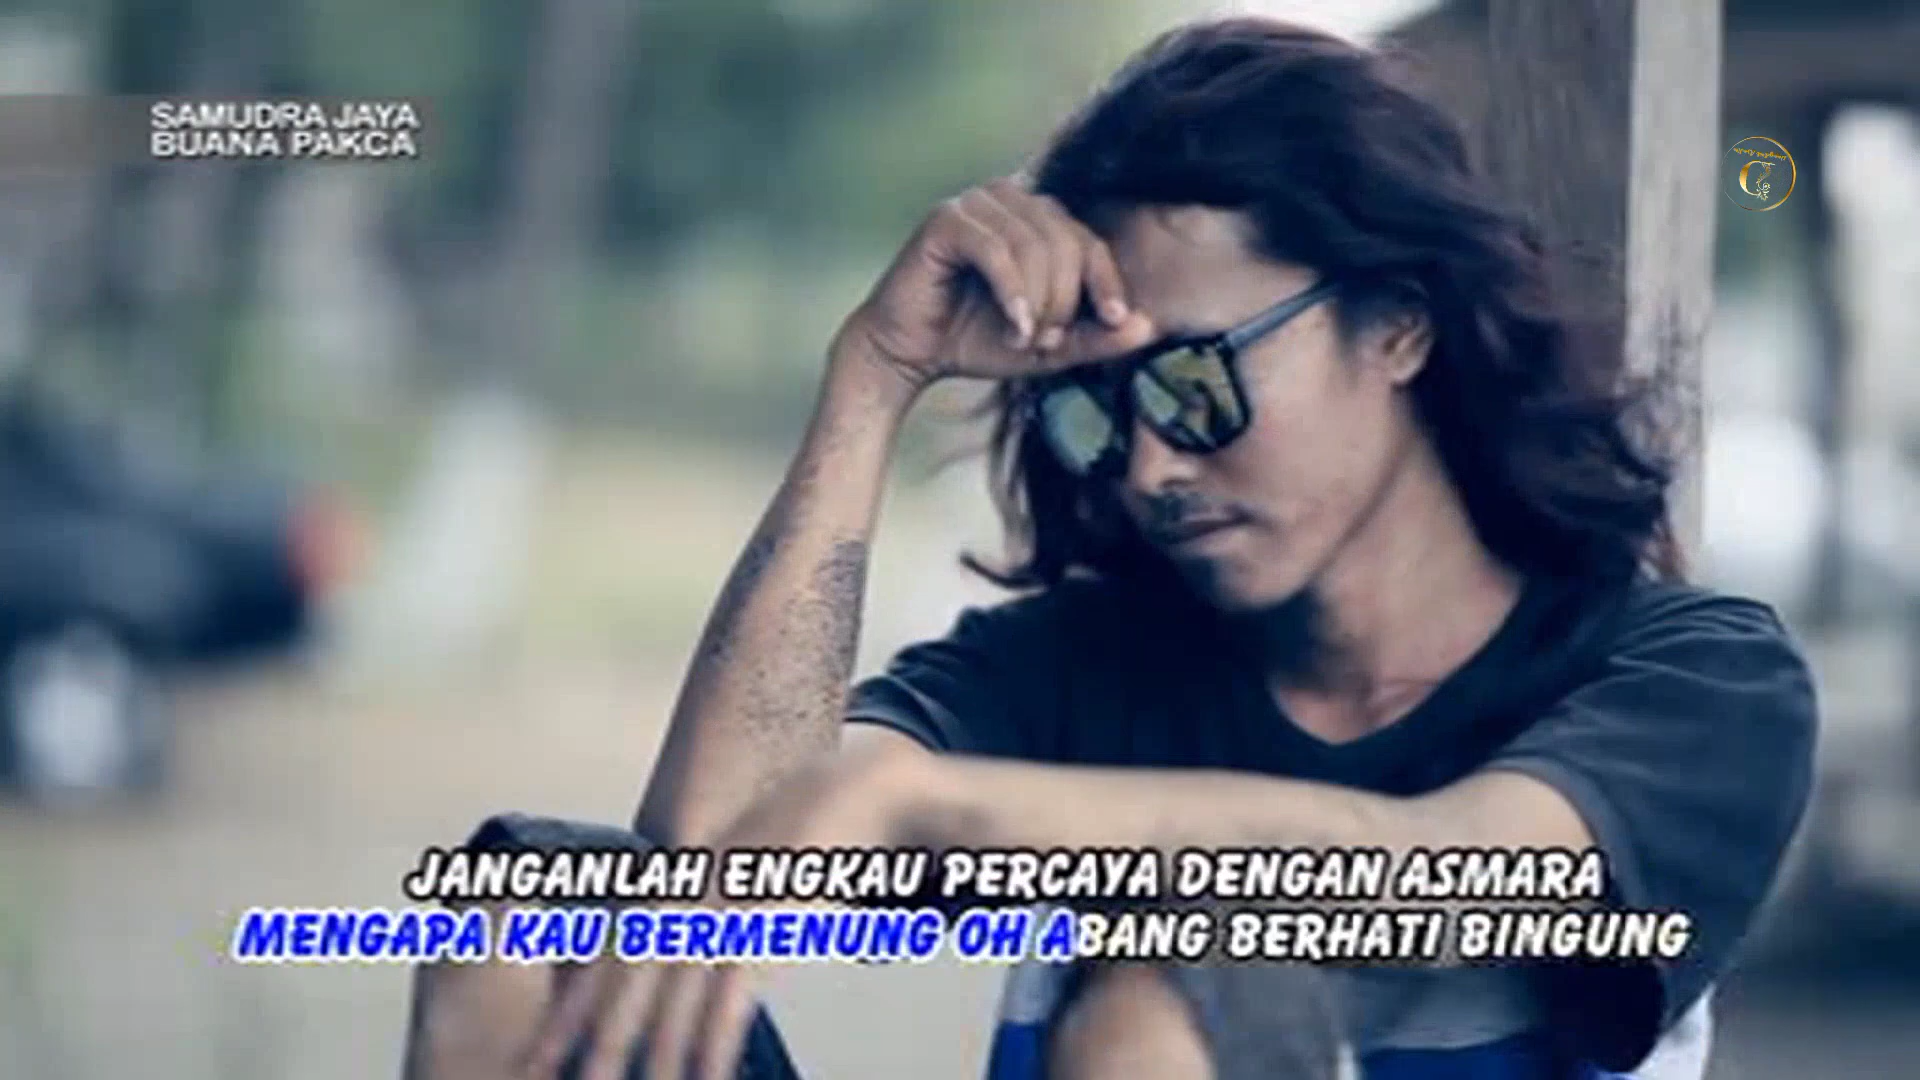 SAMUDRA JAYA
BUANA PAKCA
JANGANLAH ENGKAU PERCAYA DENGAN ASMARA
MENGAPA KAU BERMENUNG OH ABANG BERHATI BINGUNG